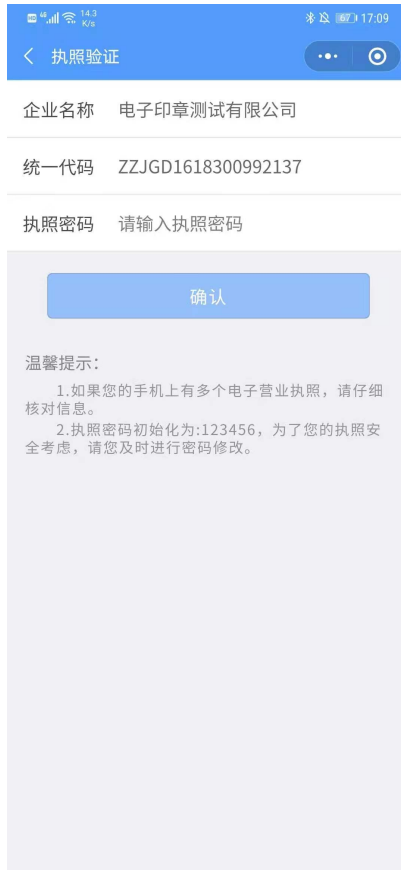 HD 4G 14.3 K/s 67 17:09
执照验证
企业名称 电子印章测试有限公司
统一代码 ZZJGD1618300992137
执照密码 请输入执照密码
确认
温馨提示：
1.如果您的手机上有多个电子营业执照，请仔细
核对信息。
2.执照密码初始化为:123456，为了您的执照安
全考虑，请您及时进行密码修改。